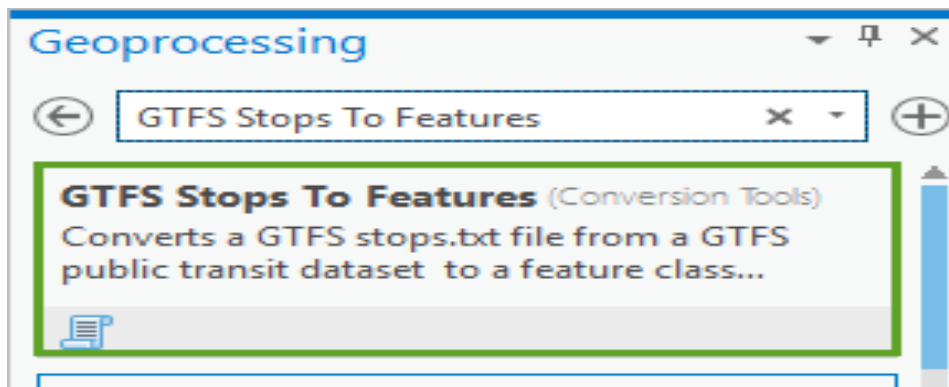 Geoprocessing
GTFS Stops To Features
GTFS Stops To Features (Conversion Tools)
Converts a GTFS stops.txt file from a GTFS
public transit dataset to a feature class...